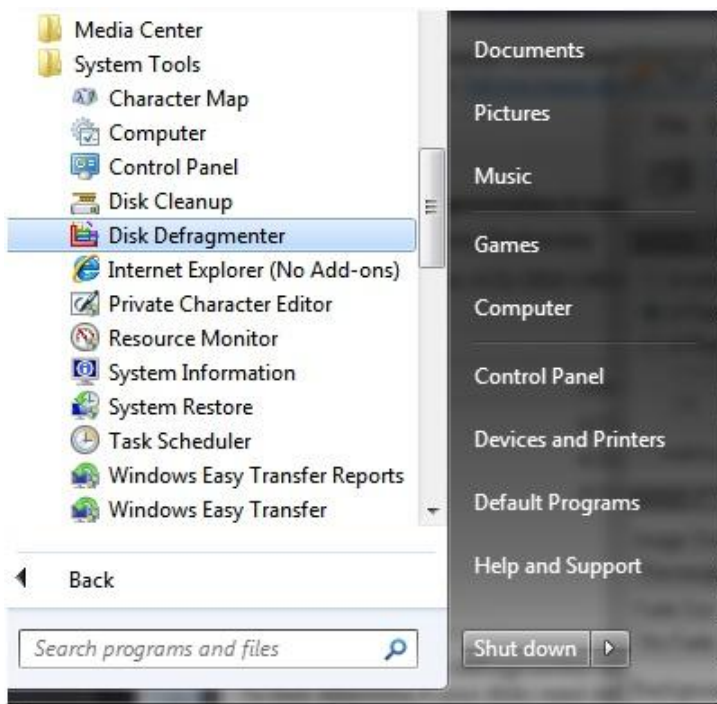 Media Center
System Tools
Character Map
Computer
Control Panel
Disk Cleanup
Disk Defragmenter
Internet Explorer (No Add-ons)
Private Character Editor
Resource Monitor
System Information
System Restore
Task Scheduler
Windows Easy Transfer Reports
Windows Easy Transfer
Back
Search programs and files
Documents
Pictures
Music
Games
Computer
Control Panel
Devices and Printers
Default Programs
Help and Support
Shut down